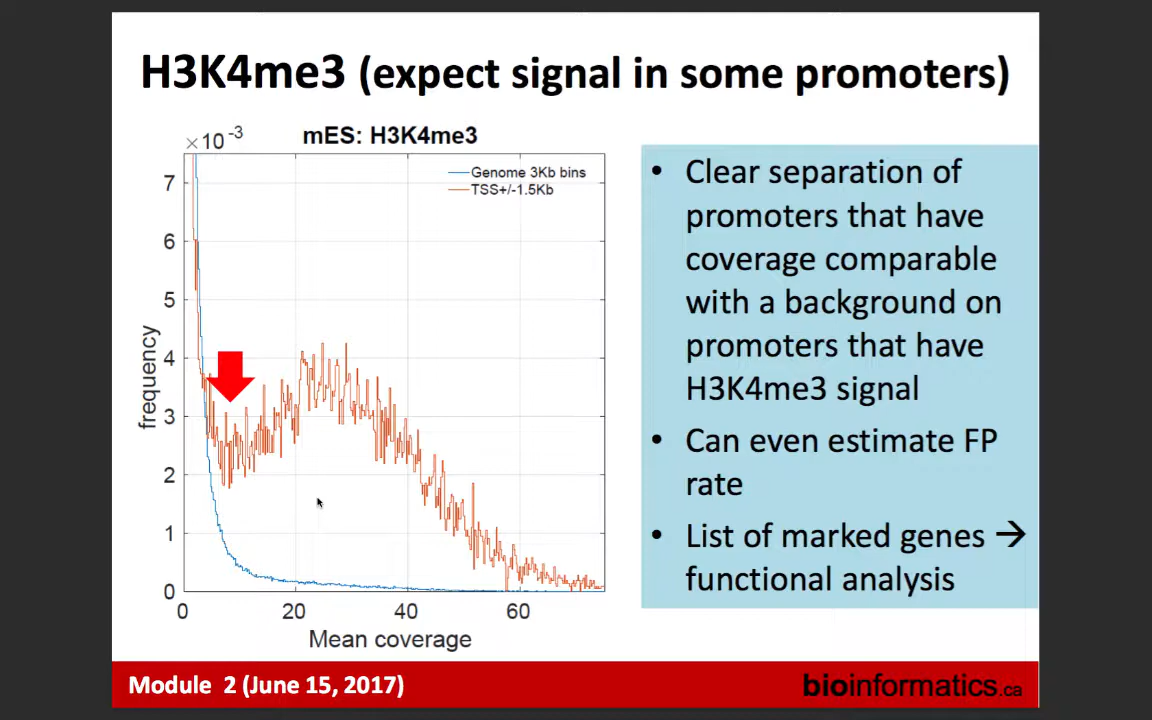 H3K4me3 (expect signal in some promoters)
×10 -3
mES: H3K4me3
Genome 3Kb bins
TSS+/-1.5Kb
7
6
5
4
3
2
1
0
frequency
0 20 40 60
Mean coverage
• Clear separation of
promoters that have
coverage comparable
with a background on
promoters that have
H3K4me3 signal
• Can even estimate FP
rate
• List of marked genes →
functional analysis
Module 2 (June 15, 2017)
bioinformatics.ca